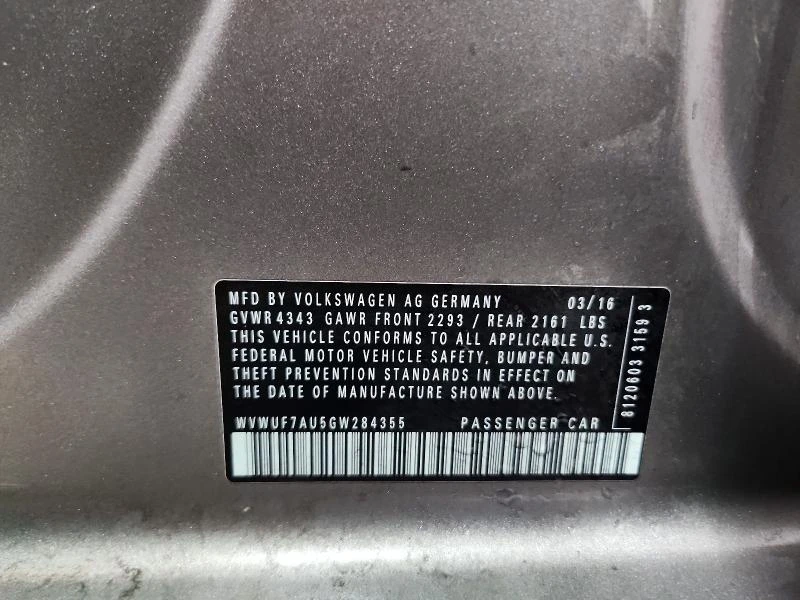 MFD BY VOLKSWAGEN AG GERMANY 03/16
GVWR 4343 GAWR FRONT 2293 / REAR 2161 LBS
THIS VEHICLE CONFORMS TO ALL APPLICABLE U.S.
FEDERAL MOTOR VEHICLE SAFETY, BUMPER AND
THEFT PREVENTION STANDARDS IN EFFECT ON
THE DATE OF MANUFACTURE SHOWN ABOVE.
WVWUF7AU5GW284355 PASSENGER CAR
8120603 3159 3